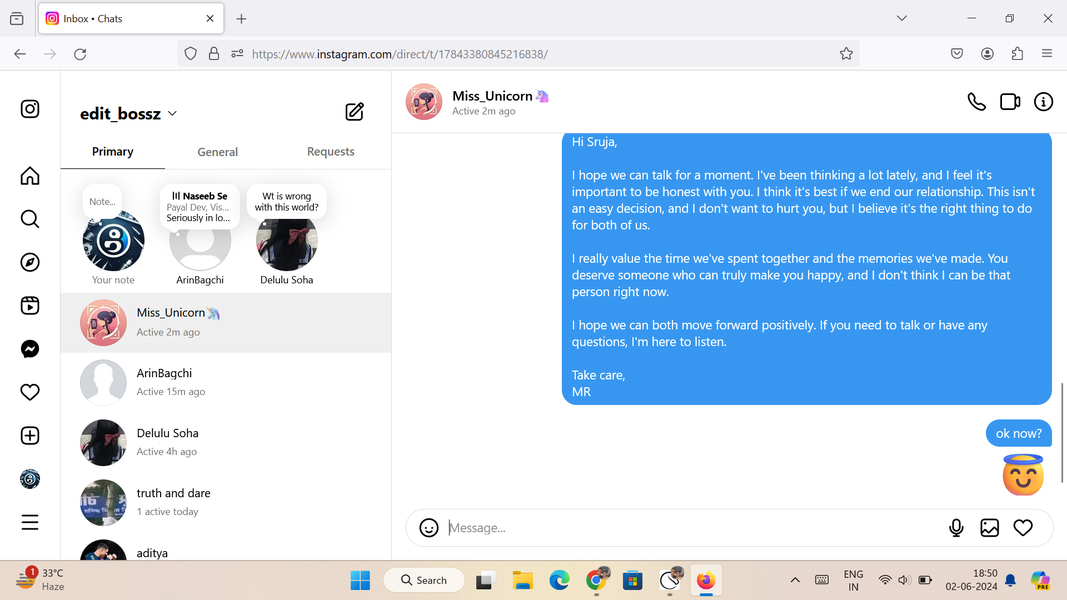 Inbox • Chats
https://www.instagram.com/direct/t/17843380845216838/
edit_bossz
Primary
General
Requests
Note...
Naseeb Se
Payal Dev, Vis...
Seriously in lo...
Wt is wrong
with this world?
Your note
ArinBagchi
Delulu Soha
Miss_Unicorn🦄
Active 2m ago
ArinBagchi
Active 15m ago
Delulu Soha
Active 4h ago
truth and dare
1 active today
aditya
Miss_Unicorn🦄
Active 2m ago
Hi Sruja,
I hope we can talk for a moment. I've been thinking a lot lately, and I feel it's
important to be honest with you. I think it's best if we end our relationship. This isn't
an easy decision, and I don't want to hurt you, but I believe it's the right thing to do
for both of us.
I really value the time we've spent together and the memories we've made. You
deserve someone who can truly make you happy, and I don't think I can be that
person right now.
I hope we can both move forward positively. If you need to talk or have any
questions, I'm here to listen.
Take care,
MR
ok now?
Message...
1
33°C
Haze
Search
ENG
IN
18:50
02-06-2024
PRE